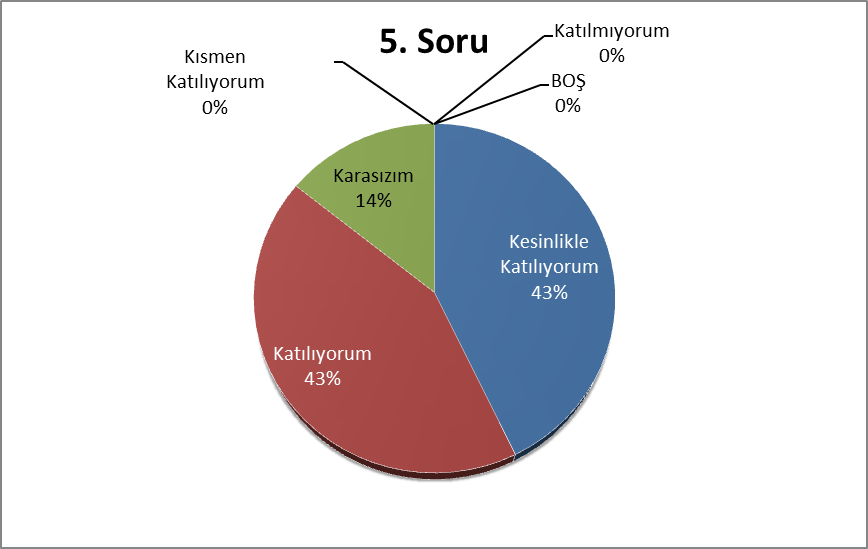 5. Soru
Kısmen
Katılıyorum
0%
Katılmıyorum
0%
BOŞ
0%
Karasızım
14%
Kesinlikle
Katılıyorum
43%
Katılıyorum
43%